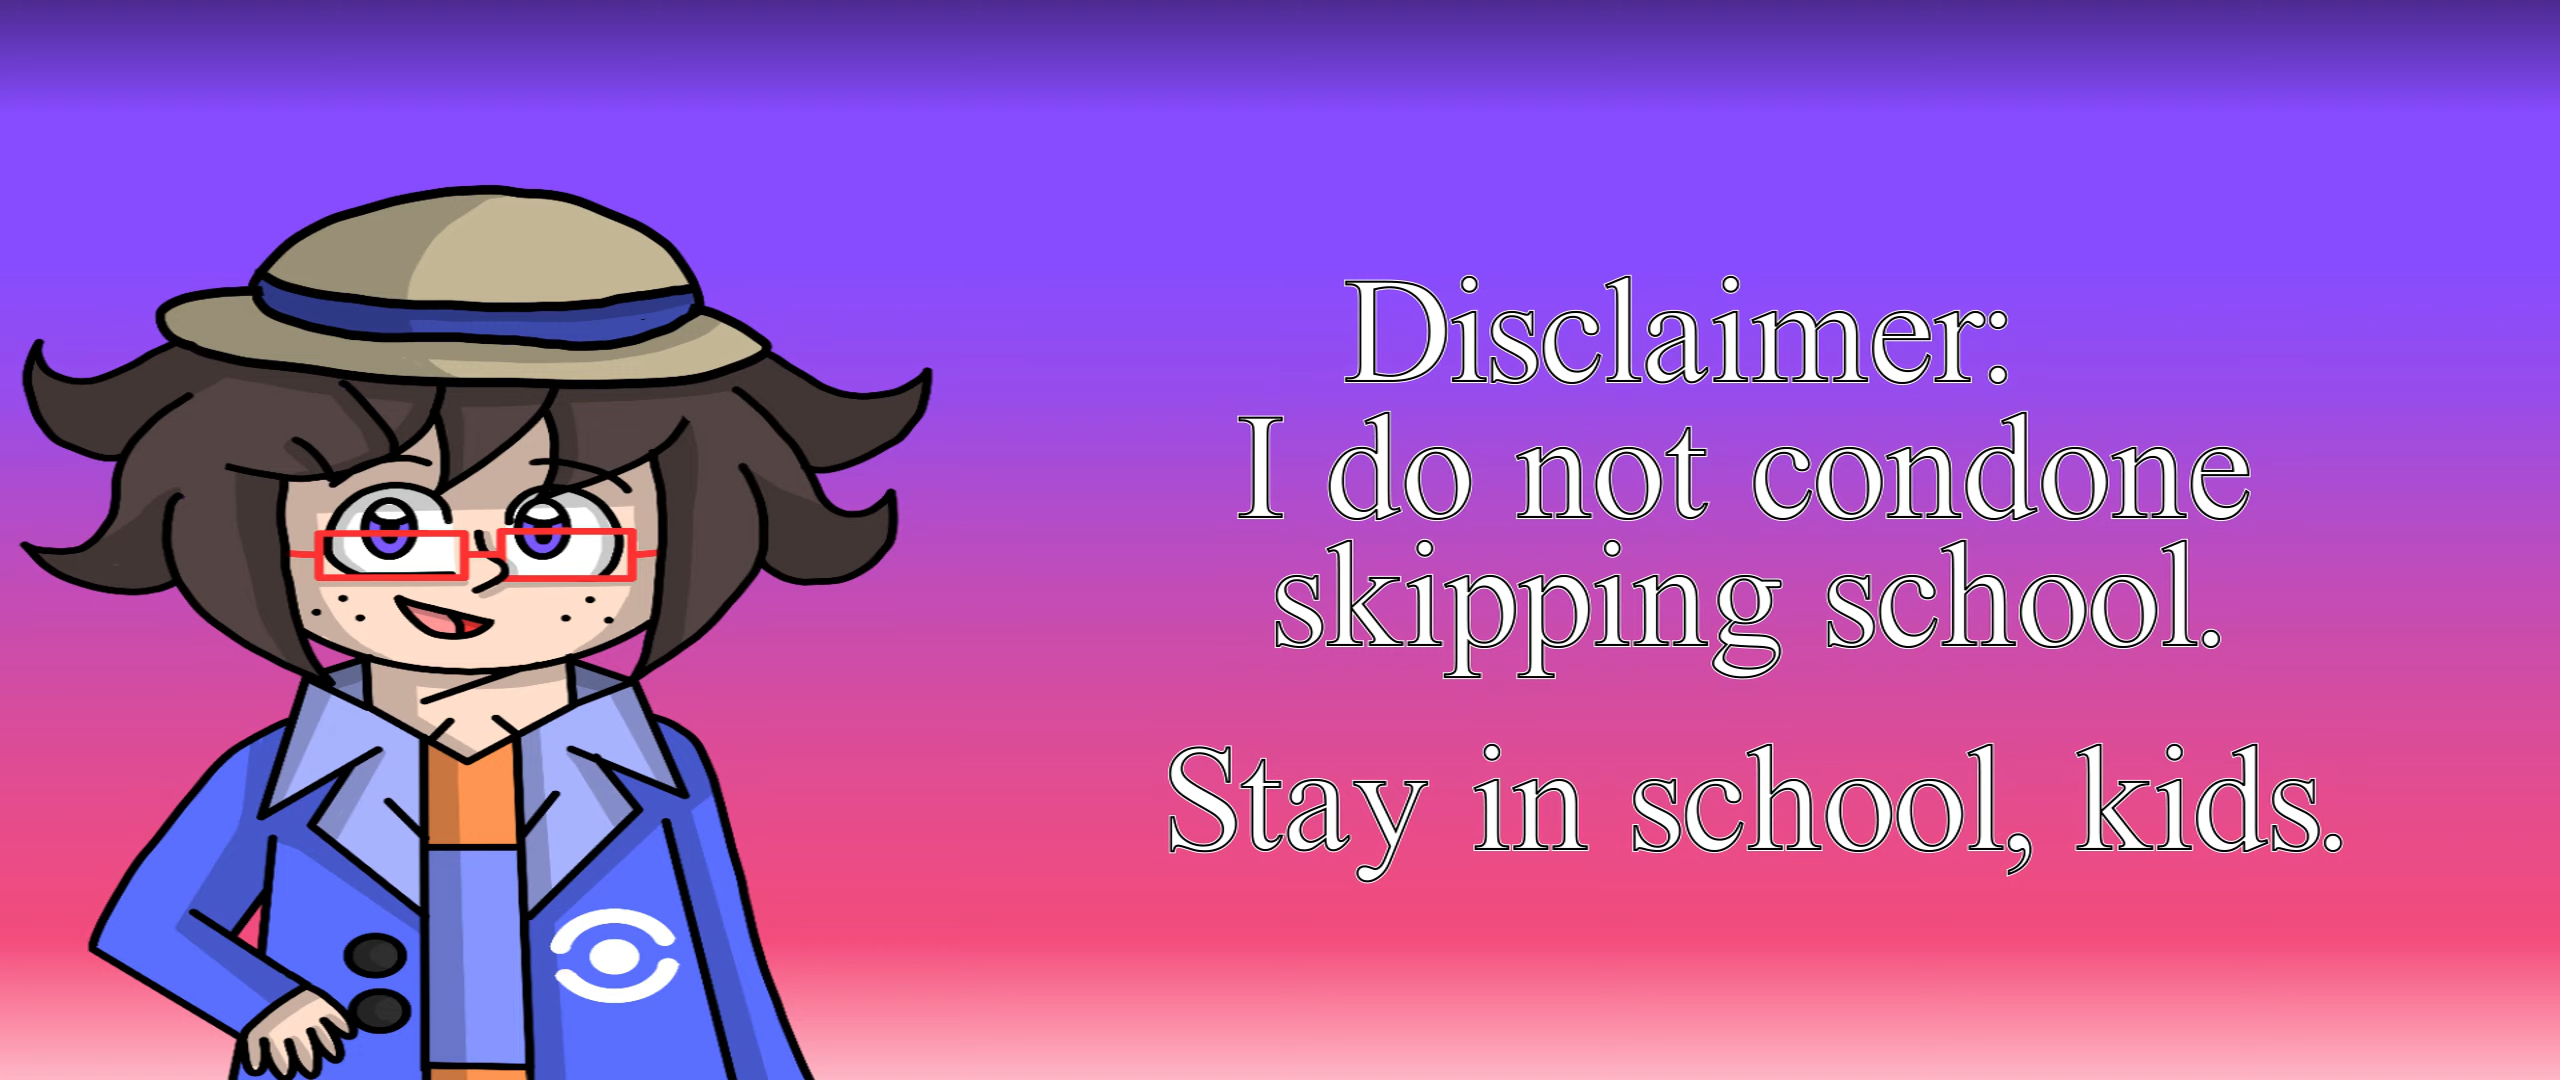 Disclaimer:
I do not condone
skipping school.
Stay in school, kids.